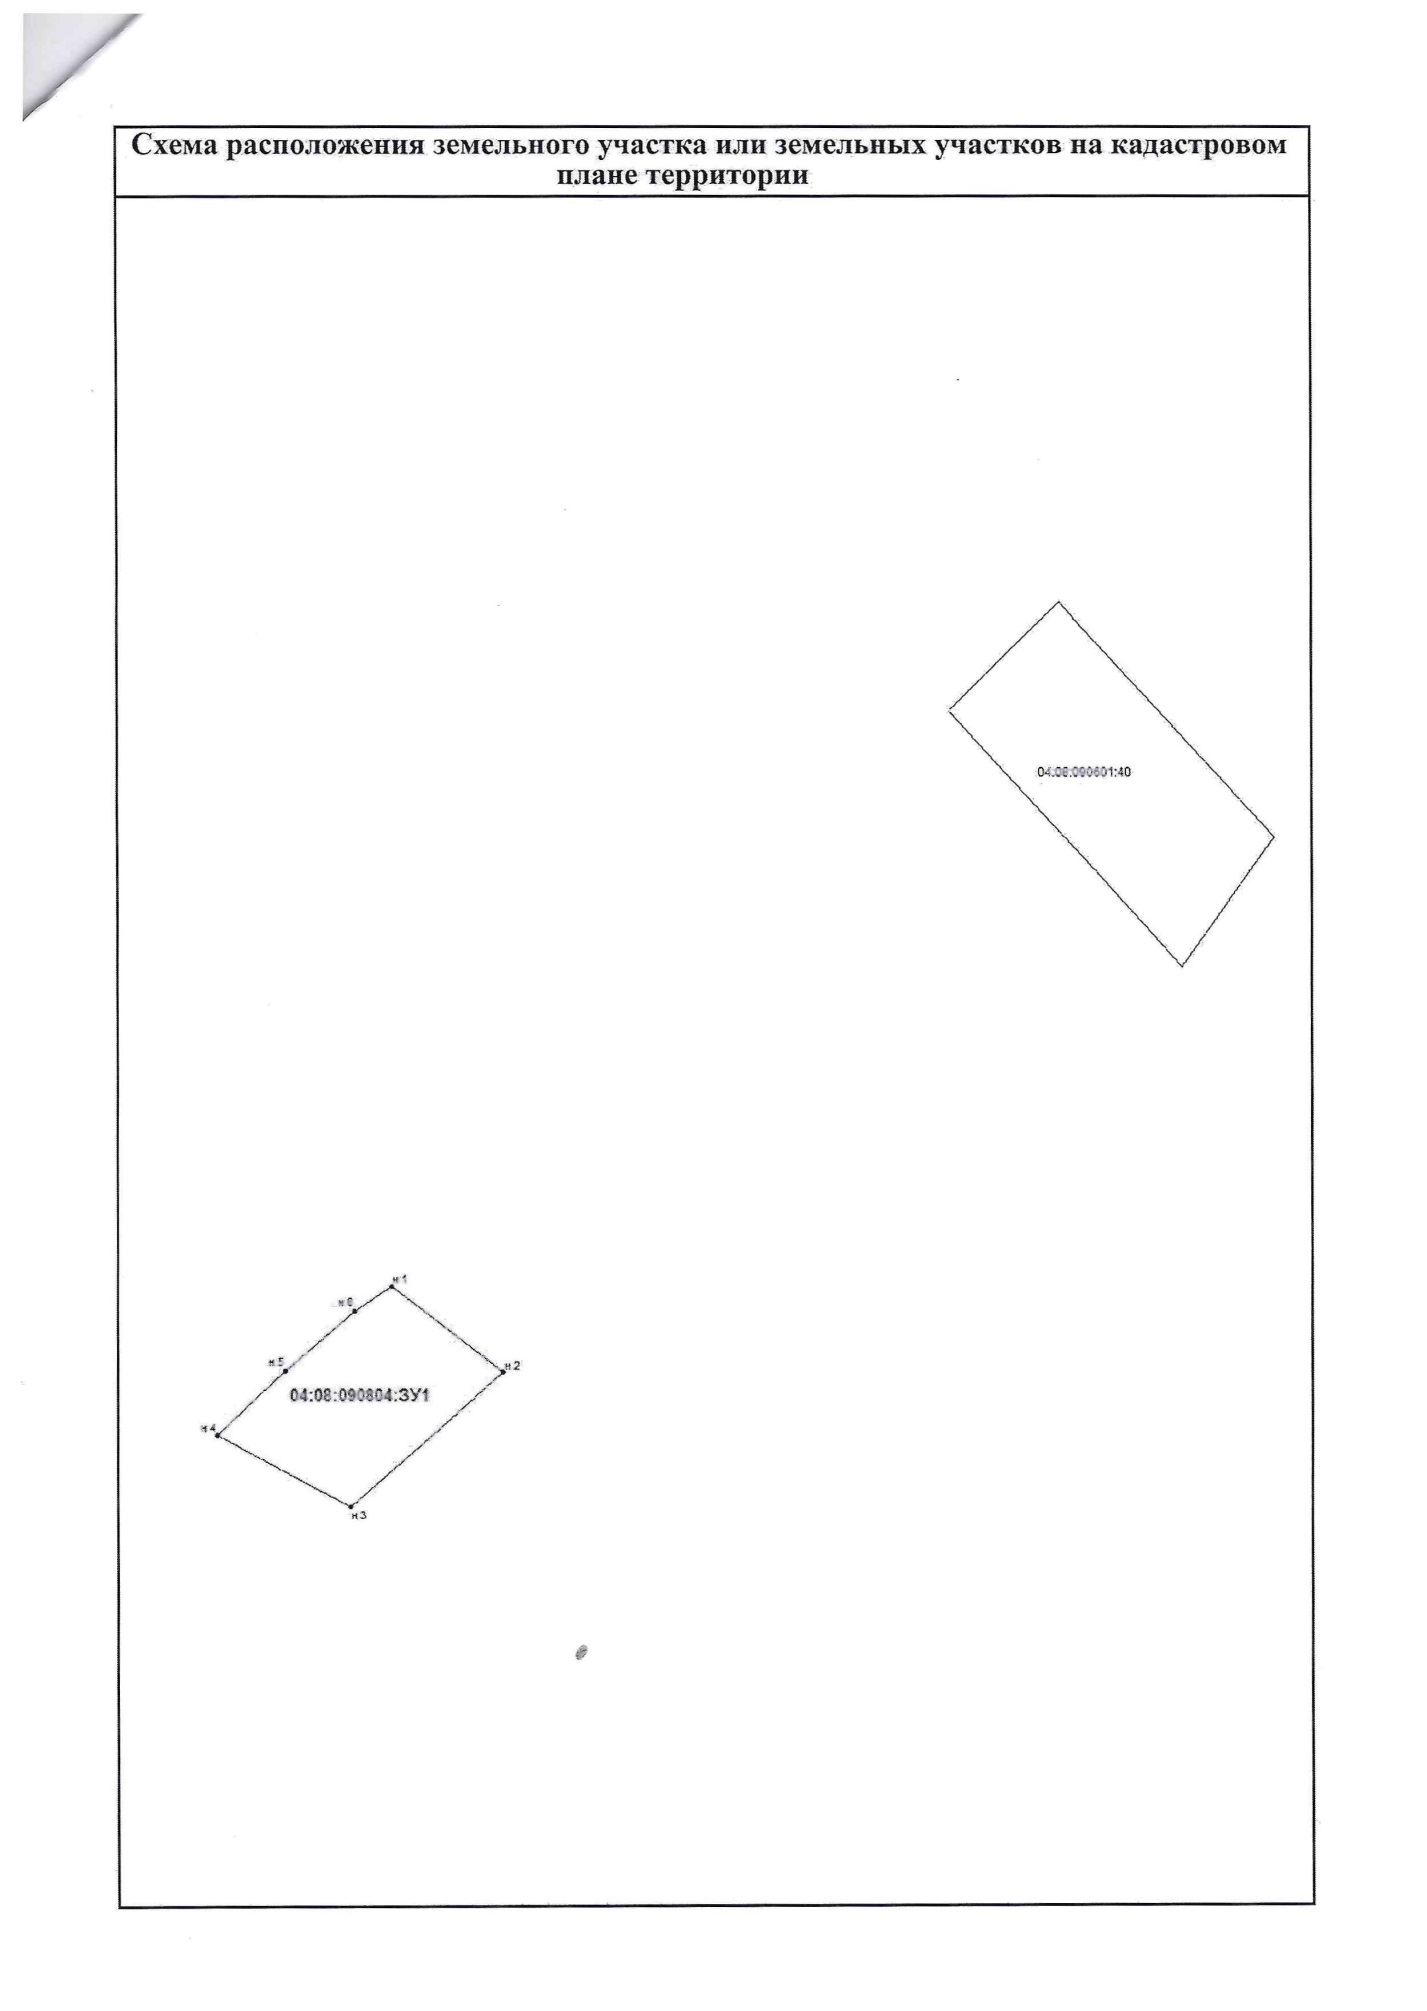 Схема расположения земельного участка или земельных участков на кадастровом
плане территории
04:08:090601:40
н1
н6
н2
н5
04:08:090804:ЗУ1
н4
н3